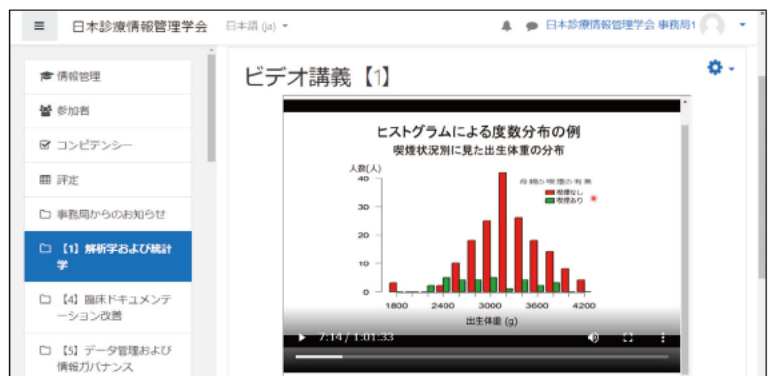 日本診療情報管理学会
日本語 (ja)
日本診療情報管理学会 事務局1
情報管理
参加者
コンピテンシー
評定
事務局からのお知らせ
【1】解析学および統計
学
【4】臨床ドキュメンテ
ーション改善
【5】データ管理および
情報ガバナンス
ビデオ講義【1】
ヒストグラムによる度数分布の例
喫煙状況別に見た出生体重の分布
人数(人)
40
30
20
10
0
母親の喫煙の有無
喫煙なし
喫煙あり
1800 2400 3000 3600 4200
出生体重 (g)
7:14 / 1:01:33